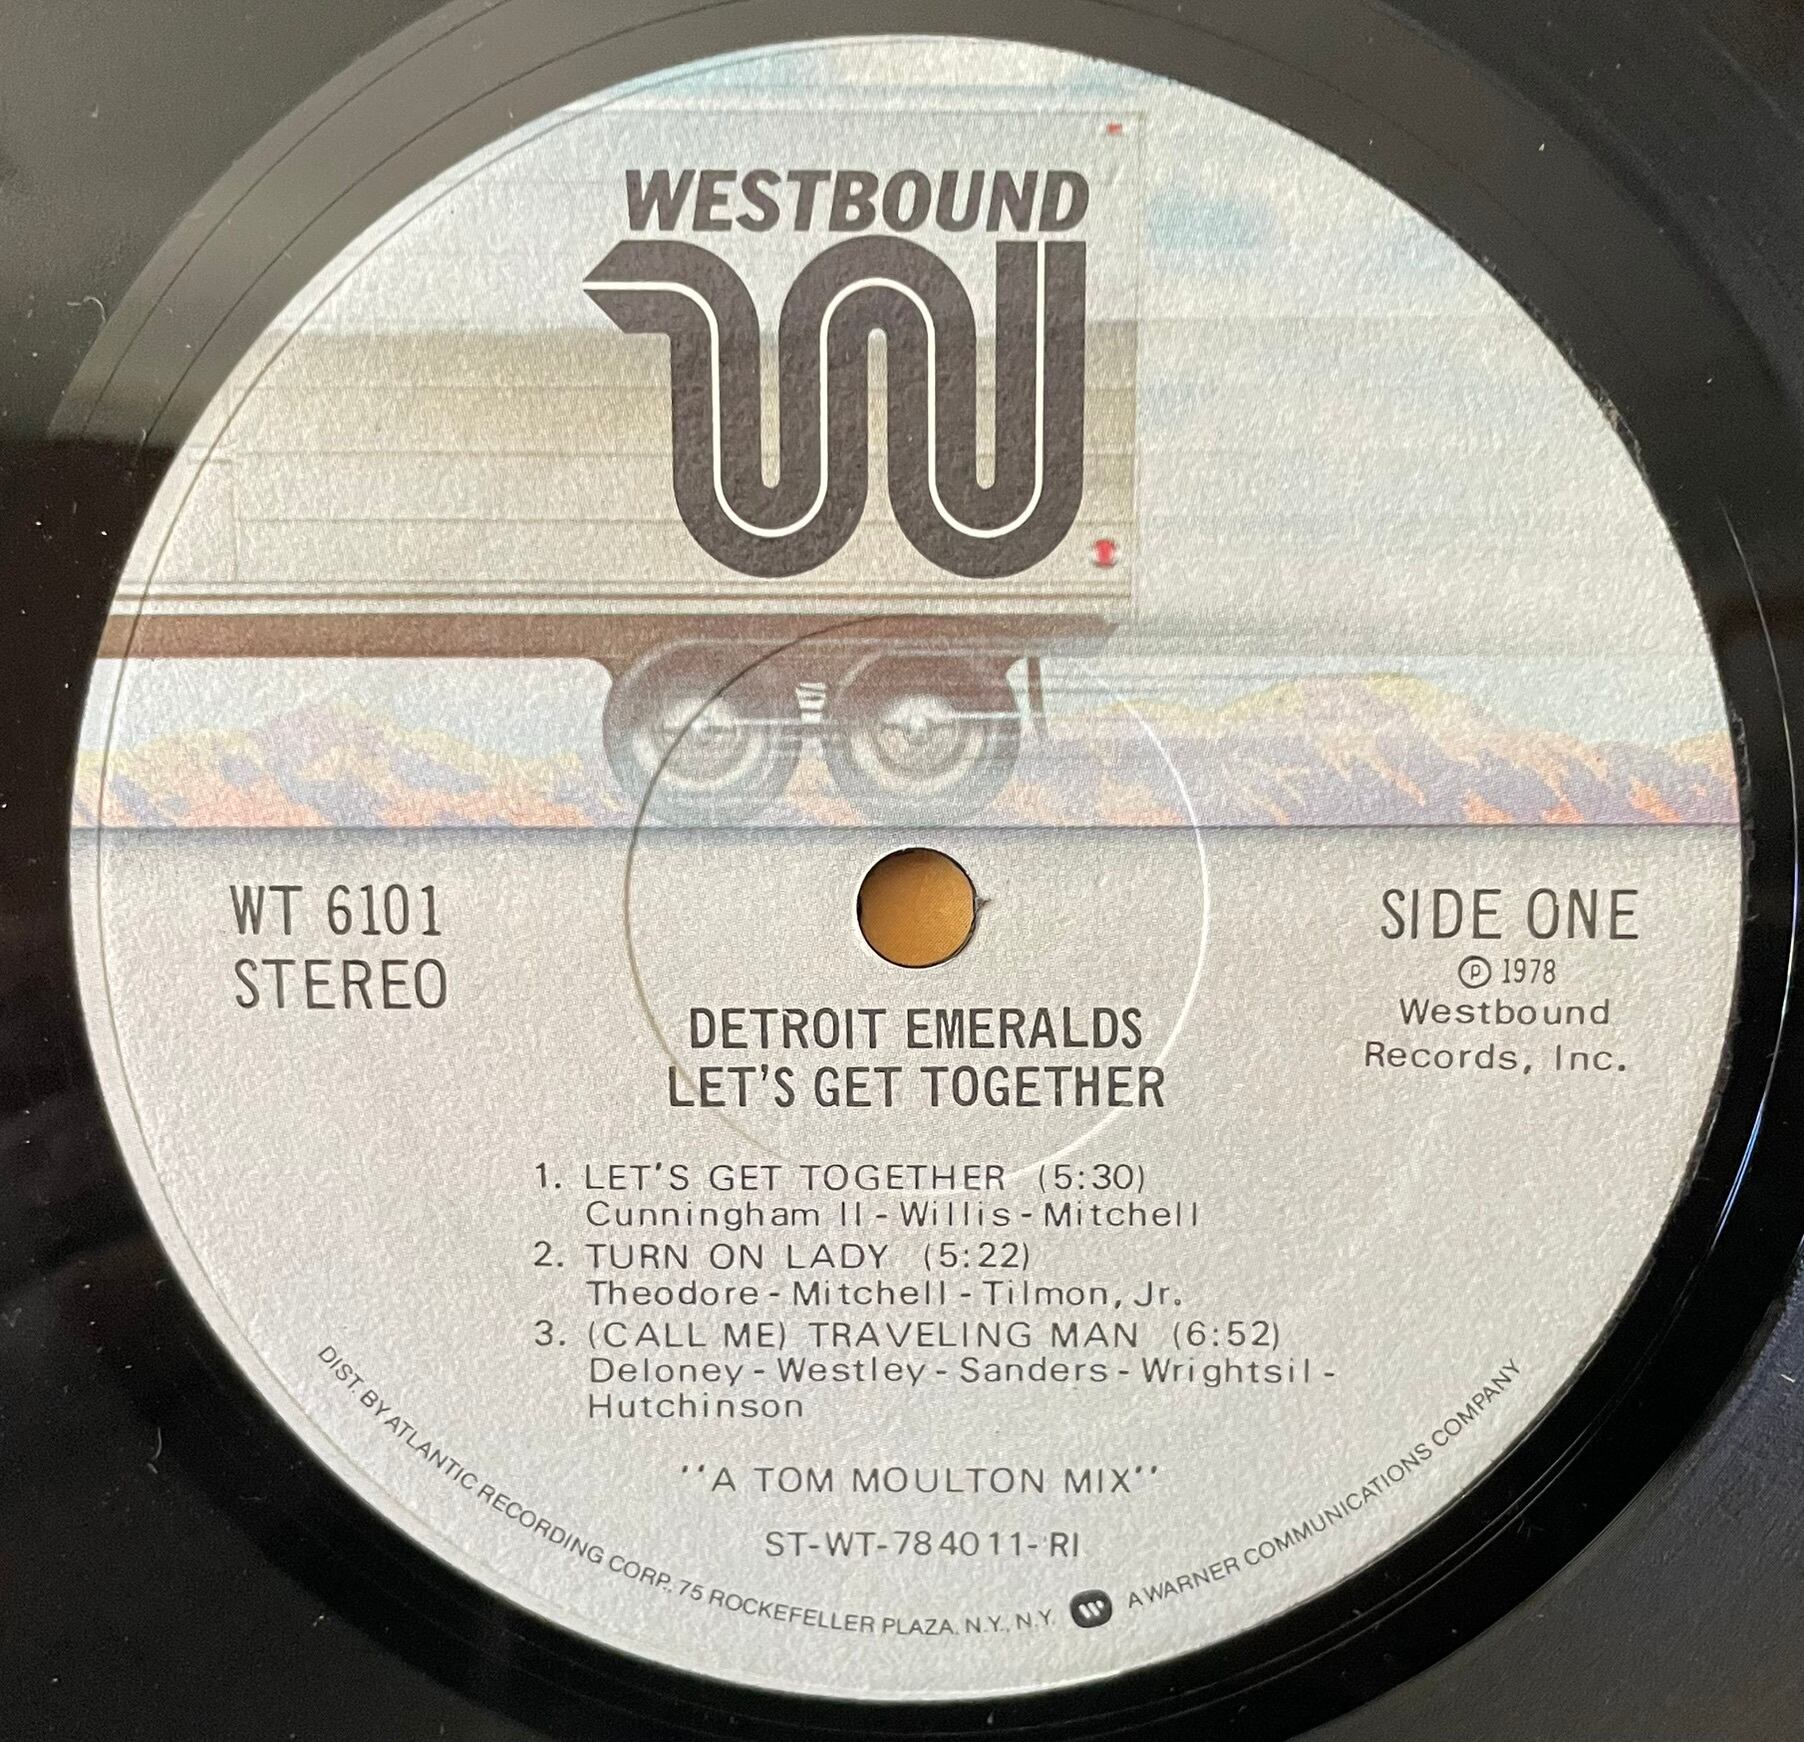 WESTBOUND
WT 6101
STEREO
SIDE ONE
℗ 1978
Westbound
Records, Inc.
DETROIT EMERALDS
LET'S GET TOGETHER
1. LET'S GET TOGETHER (5:30)
Cunningham II - Willis - Mitchell
2. TURN ON LADY (5:22)
Theodore - Mitchell - Tilmon, Jr.
3. (CALL ME) TRAVELING MAN (6:52)
Deloney - Westley - Sanders - Wrightsil -
Hutchinson
''A TOM MOULTON MIX''
ST-WT-784011-RI
DIST. BY ATLANTIC RECORDING CORP., 75 ROCKEFELLER PLAZA, N.Y., N.Y. A WARNER COMMUNICATIONS COMPANY